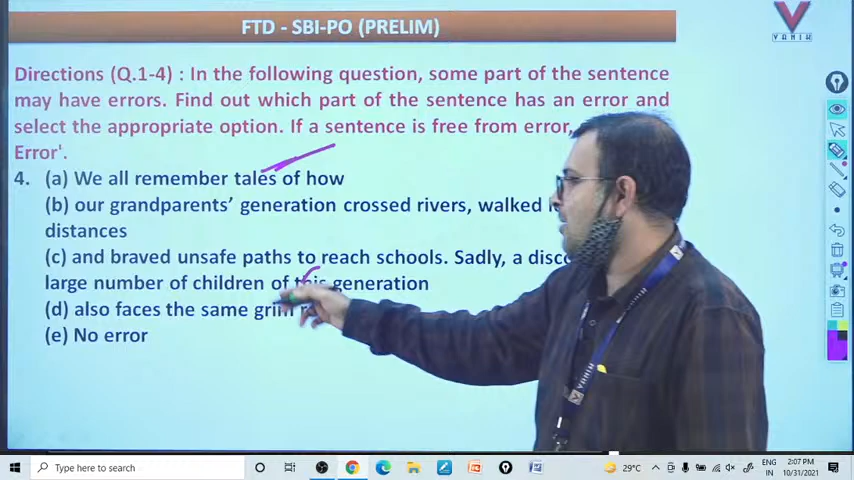 FTD - SBI-PO (PRELIM)
VANIK
Directions (Q.1-4) : In the following question, some part of the sentence
may have errors. Find out which part of the sentence has an error and
select the appropriate option. If a sentence is free from error,
Error'.
4. (a) We all remember tales of how
(b) our grandparents' generation crossed rivers, walked
distances
(c) and braved unsafe paths to reach schools. Sadly, a
large number of children of this generation
(d) also faces the same grim
(e) No error
Type here to search
29°C
ENG
IN
2:07 PM
10/31/2021